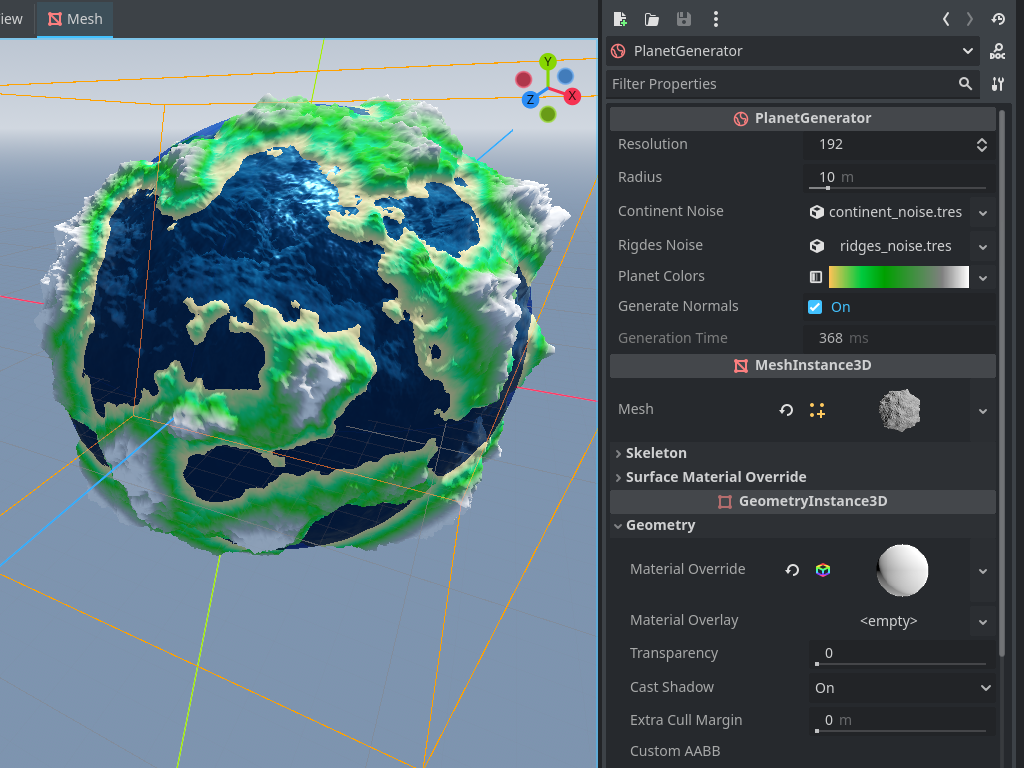 iew Mesh
Y
X
Z
PlanetGenerator
DOC
Filter Properties
PlanetGenerator
Resolution 192
Radius 10 m
Continent Noise continent_noise.tres
Rigdes Noise ridges_noise.tres
Planet Colors
Generate Normals On
Generation Time 368 ms
MeshInstance3D
Mesh
Skeleton
Surface Material Override
GeometryInstance3D
Geometry
Material Override
Material Overlay <empty>
Transparency 0
Cast Shadow On
Extra Cull Margin 0 m
Custom AABB